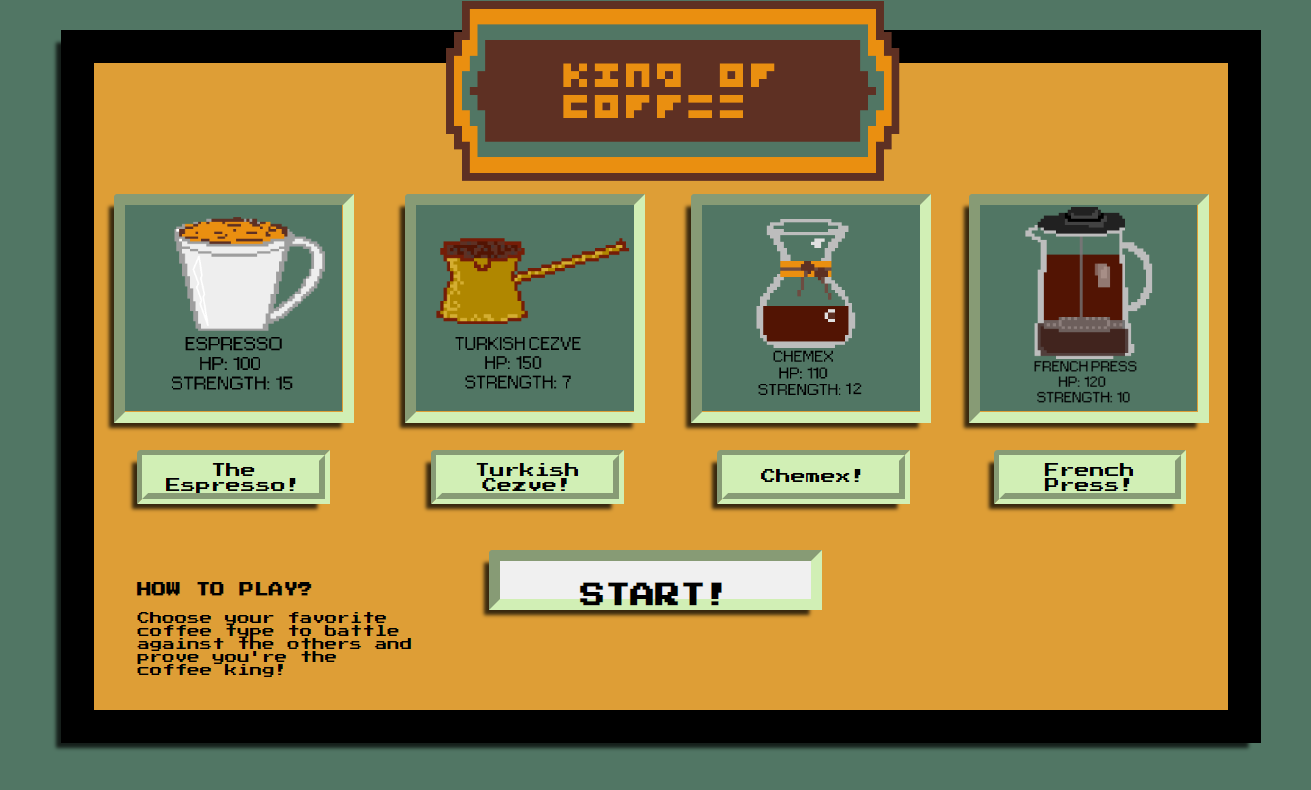 KING OF
COFFEE
ESPRESSO
HP: 100
STRENGTH: 15
TURKISH CEZVE
HP: 150
STRENGTH: 7
CHEMEX
HP: 110
STRENGTH: 12
FRENCH PRESS
HP: 120
STRENGTH: 10
The
Espresso!
Turkish
Cezve!
Chemex!
French
Press!
START!
HOW TO PLAY?
Choose your favorite
coffee type to battle
against the others and
prove you're the
coffee king!